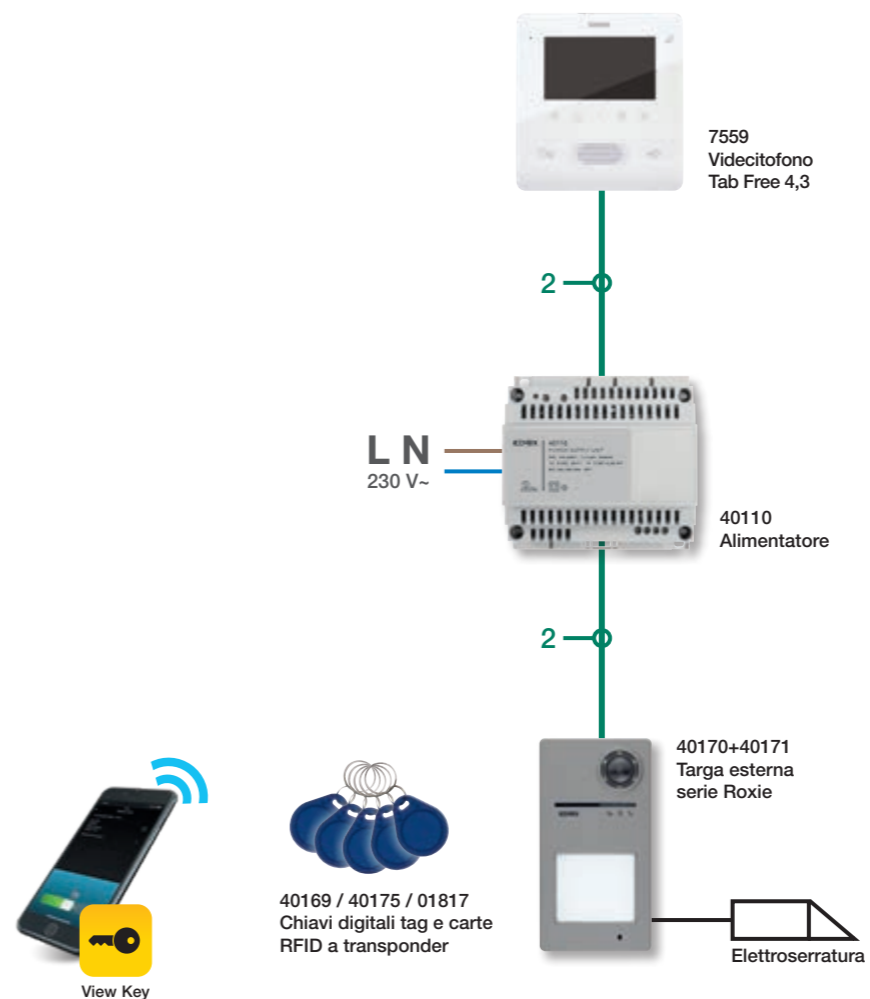 7559
Videcitofono
Tab Free 4,3
2
L N
230 V~
40110
Alimentatore
2
40170+40171
Targa esterna
serie Roxie
40169 / 40175 / 01817
Chiavi digitali tag e carte
RFID a transponder
Elettroserratura
View Key